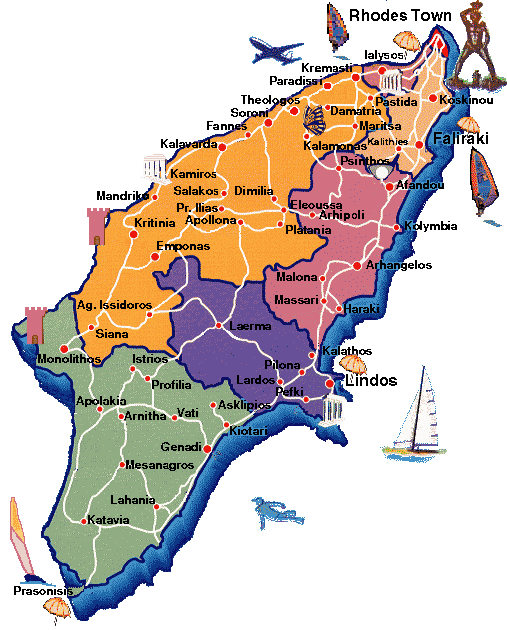 Rhodes Town
Ialysos
Kremasti
Paradissi
Theologos
Pastida
Koskinou
Soroni
Damatria
Fannes
Maritsa
Faliraki
Kalavarda
Kalamonas
Kalithies
Psinthos
Kamiros
Afandou
Salakos
Dimilia
Mandriko
Pr. Ilias
Eleoussa
Arhipoli
Kritinia
Apollona
Platania
Kolymbia
Emponas
Arhangelos
Malona
Ag. Issidoros
Massari
Haraki
Siana
Laerma
Monolithos
Istrios
Kalathos
Pilona
Profilia
Lardos
Lindos
Pefki
Apolakia
Asklipios
Arnitha
Vati
Kiotari
Genadi
Mesanagros
Lahania
Katavia
Prasonisis